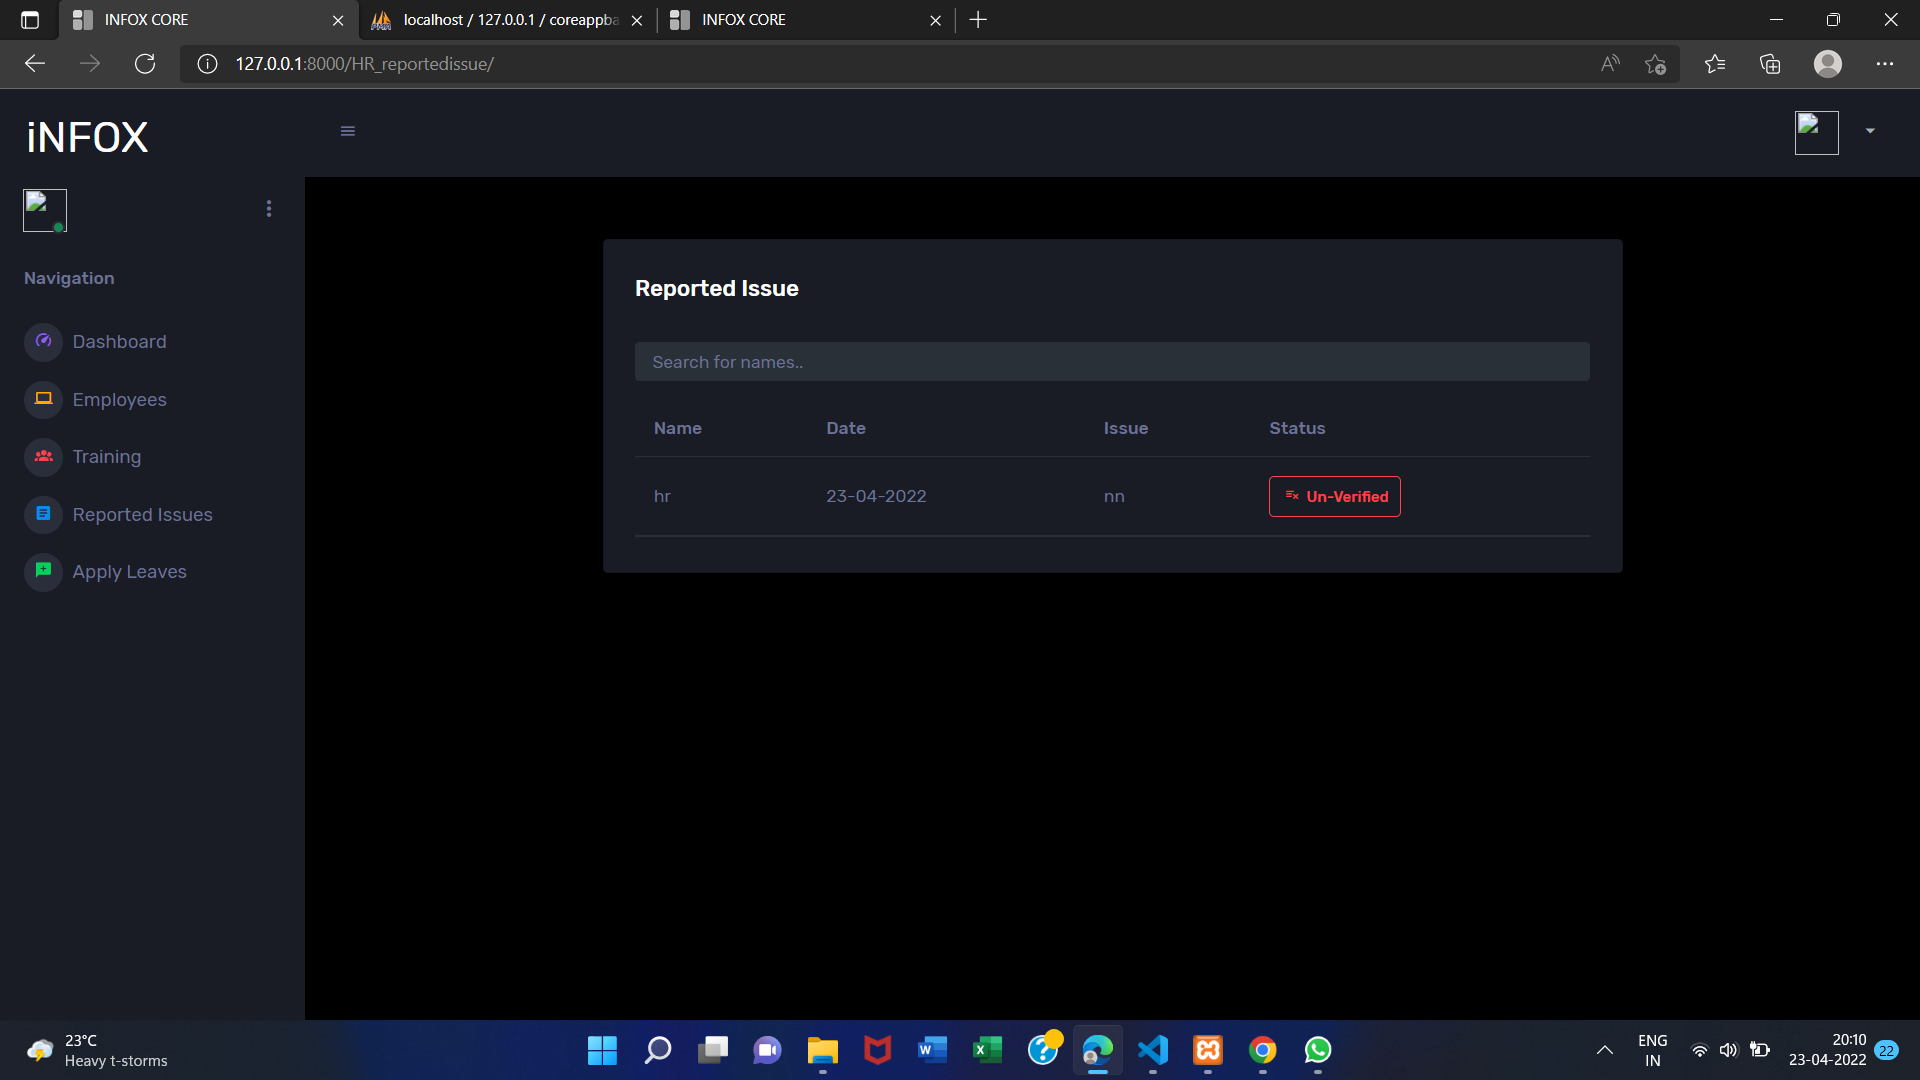 INFOX CORE
localhost / 127.0.0.1 / coreappba
INFOX CORE
127.0.0.1:8000/HR_reportedissue/
iNFOX
Navigation
Dashboard
Employees
Training
Reported Issues
Apply Leaves
Reported Issue
Search for names..
Name Date Issue Status
hr 23-04-2022 nn Un-Verified
23°C
Heavy t-storms
ENG
IN
20:10
23-04-2022
22